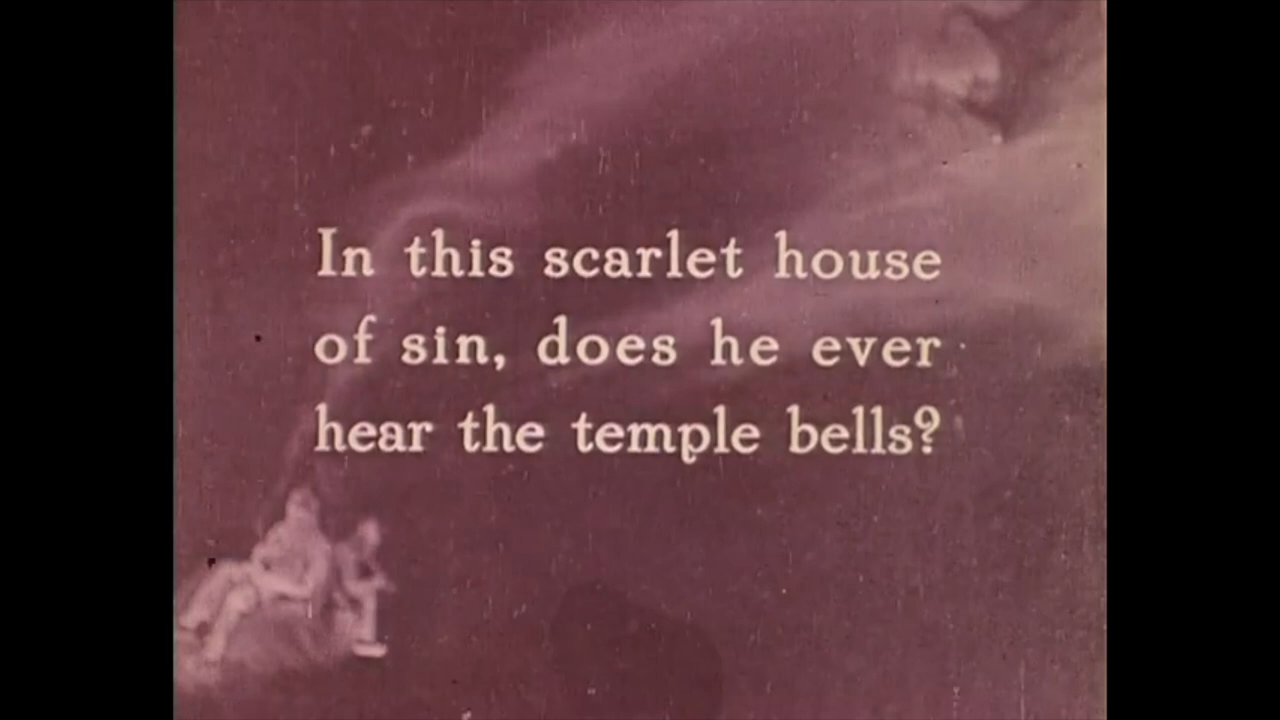 In this scarlet house
of sin, does he ever
hear the temple bells?